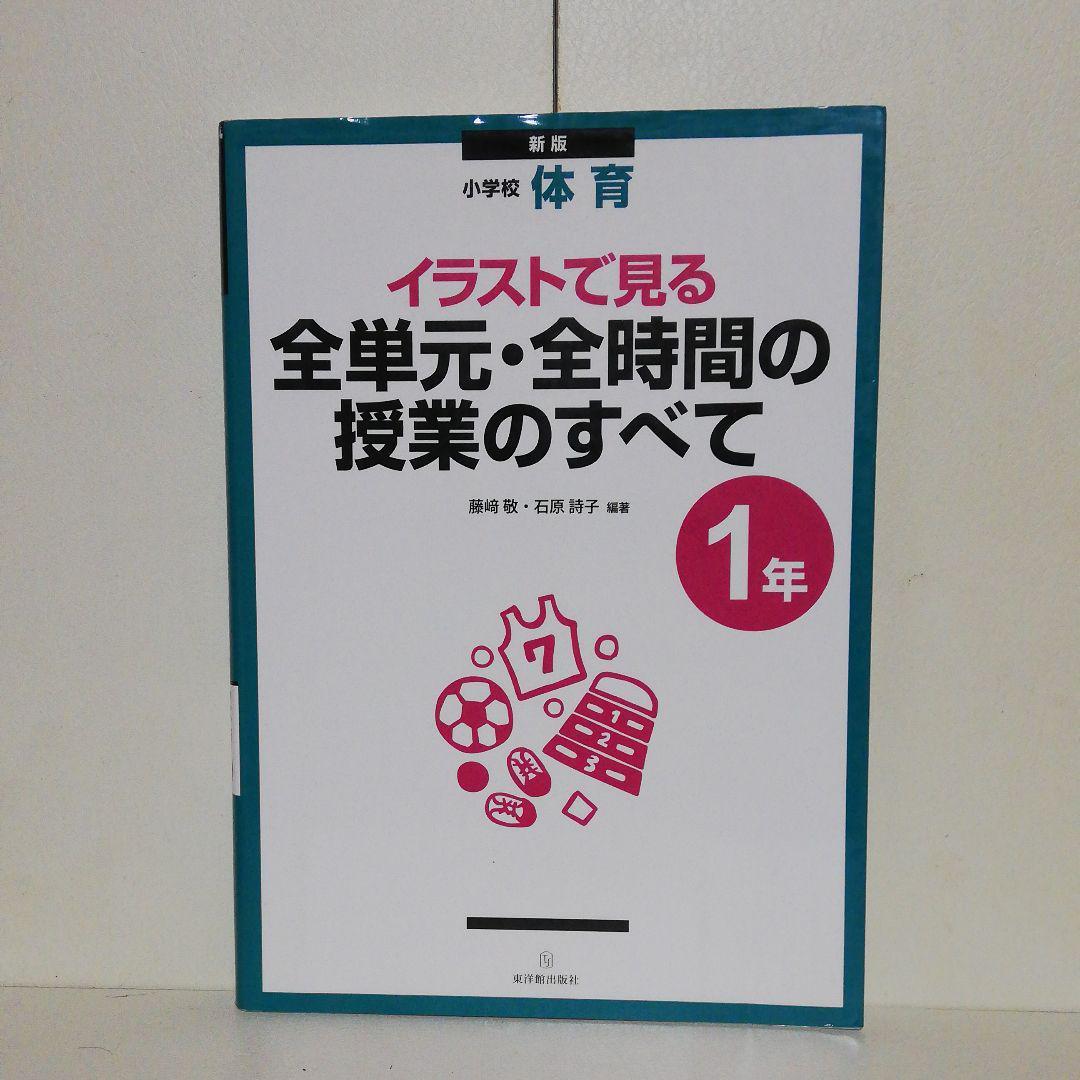 新版
小学校 体育
イラストで見る
全単元・全時間の
授業のすべて
藤﨑 敬・石原 詩子 編著
1年
7
1
2
3
東洋館出版社